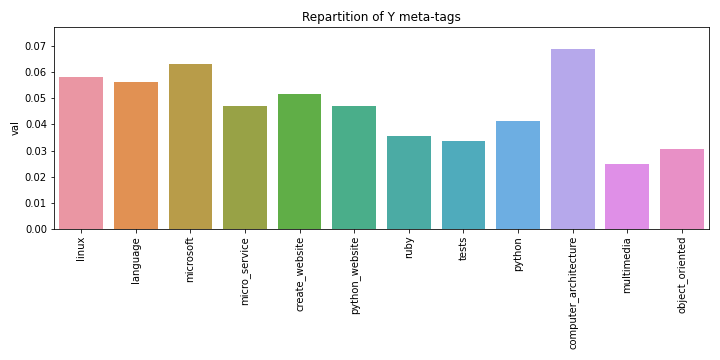 Repartition of Y meta-tags
val
0.07
0.06
0.05
0.04
0.03
0.02
0.01
0.00
linux
language
microsoft
micro_service
create_website
python_website
ruby
tests
python
computer_architecture
multimedia
object_oriented